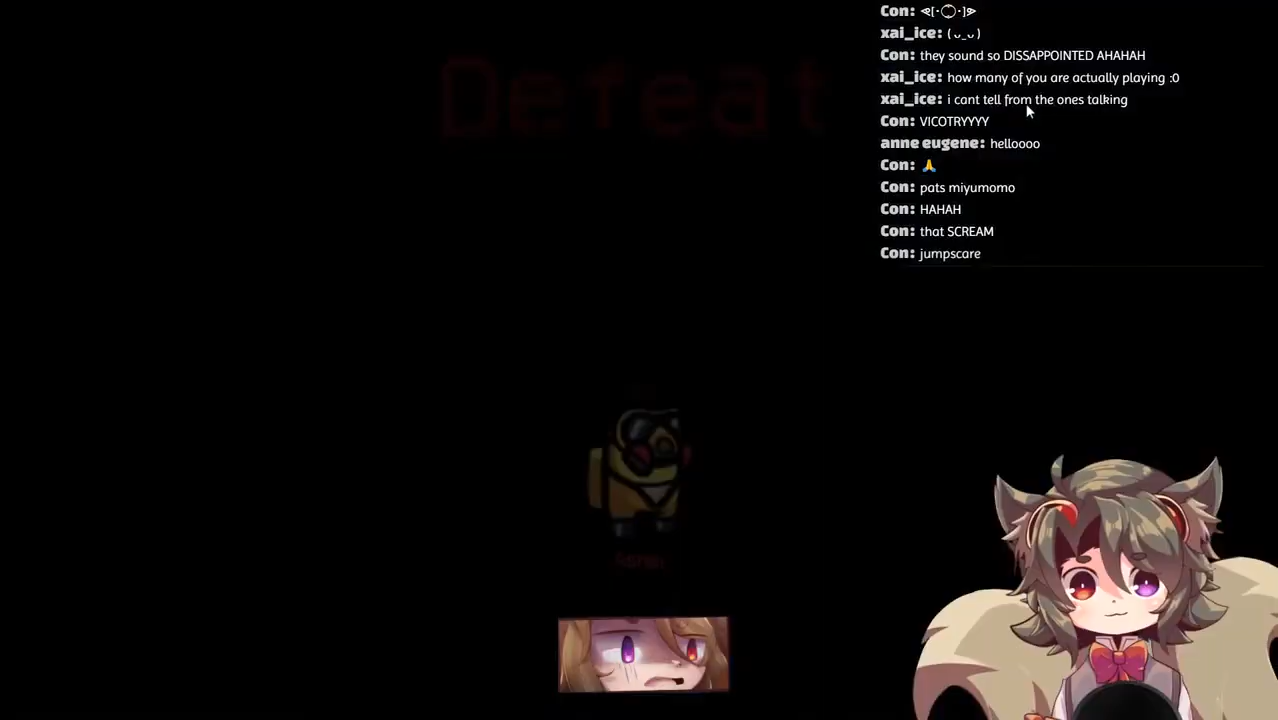 Con: ᕙ[･۝･]ᕗ
xai_ice: (ᴗ_ᴗ)
Con: they sound so DISSAPPOINTED AHAHAH
xai_ice: how many of you are actually playing :0
xai_ice: i cant tell from the ones talking
Con: VICOTRYYYY
anne eugene: helloooo
Con: 🙏
Con: pats miyumomo
Con: HAHAH
Con: that SCREAM
Con: jumpscare
Defeat